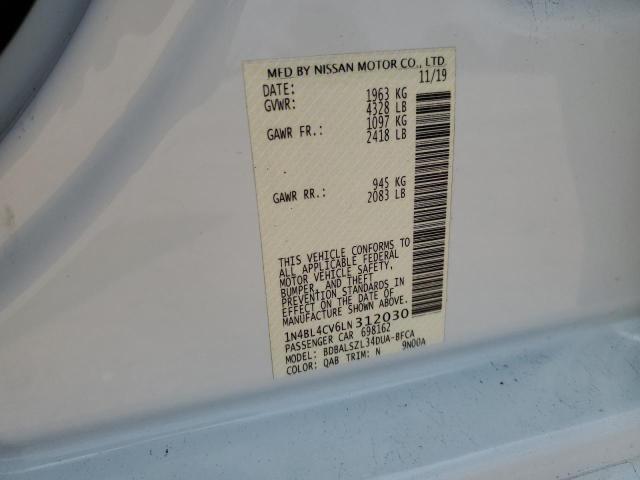 MFD BY NISSAN MOTOR CO., LTD.
DATE: 11/19
GVWR: 1963 KG
4328 LB
GAWR FR.: 1097 KG
2418 LB
GAWR RR.: 945 KG
2083 LB
THIS VEHICLE CONFORMS TO
ALL APPLICABLE FEDERAL
MOTOR VEHICLE SAFETY,
BUMPER, AND THEFT
PREVENTION STANDARDS IN
EFFECT ON THE DATE OF
MANUFACTURE SHOWN ABOVE.
1N4BL4CV6LN312030
PASSENGER CAR 698162
MODEL: BDBALSZL34DUA-BFCA
COLOR: QAB TRIM: N 9N00A